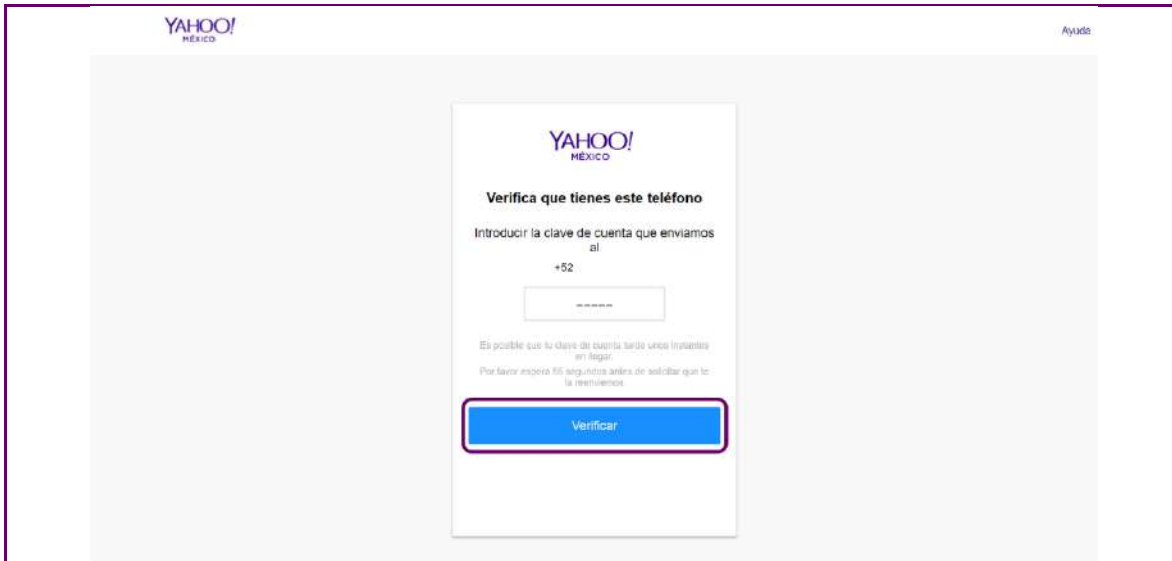 YAHOO!
MÉXICO
Ayuda
YAHOO!
MÉXICO
Verifica que tienes este teléfono
Introducir la clave de cuenta que enviamos
al
+52
-----
Es posible que tu clave de cuenta tarde unos instantes
en llegar.
Por favor espera 56 segundos antes de solicitar que te
la reenviemos
Verificar